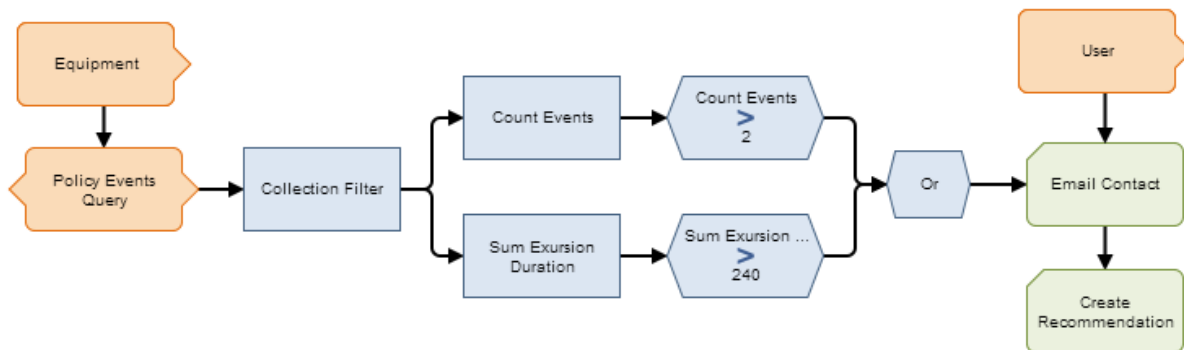 Equipment
Policy Events
Query
Collection Filter
Count Events
Count Events
>
2
Sum Exursion
Duration
Sum Exursion ...
>
240
Or
User
Email Contact
Create
Recommendation